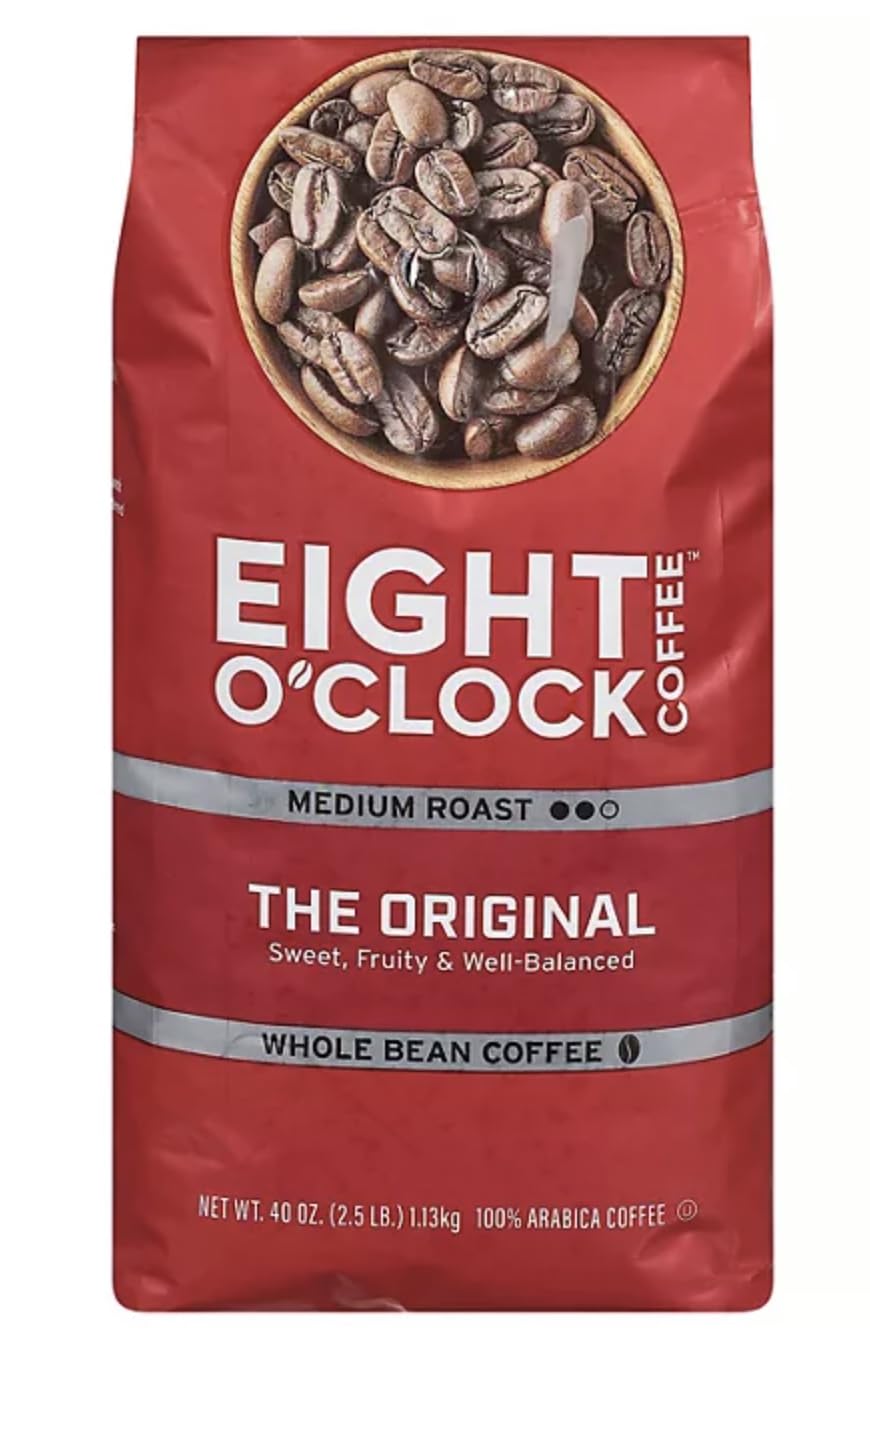 EIGHT
O'CLOCK
COFFEE™
MEDIUM ROAST
THE ORIGINAL
Sweet, Fruity & Well-Balanced
WHOLE BEAN COFFEE
NET WT. 40 OZ. (2.5 LB.) 1.13kg 100% ARABICA COFFEE Ⓤ